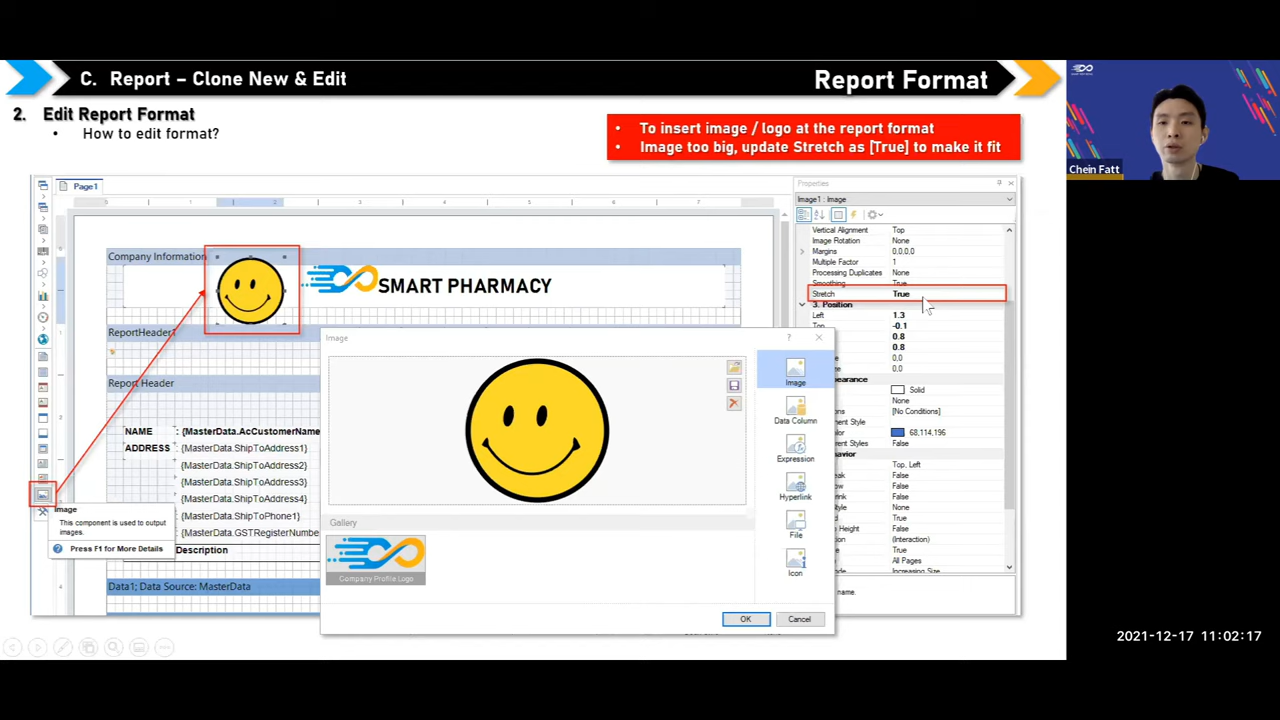 C. Report – Clone New & Edit
Report Format
2. Edit Report Format
• How to edit format?
• To insert image / logo at the report format
• Image too big, update Stretch as [True] to make it fit
Chein Fatt
Page1
Company Information
SMART PHARMACY
ReportHeader1
Report Header
NAME : {MasterData.AcCustomerName
ADDRESS : {MasterData.ShipToAddress1}
{MasterData.ShipToAddress2}
{MasterData.ShipToAddress3}
{MasterData.ShipToAddress4}
: {MasterData.ShipToPhone1}
: {MasterData.GSTRegisterNumbe
Description
Data1; Data Source: MasterData
Image
This component is used to output
images.
Press F1 for More Details
Image
Gallery
Company Profile Logo
Image
Data Column
Expression
Hyperlink
File
Icon
OK
Cancel
Properties
Image1 : Image
Vertical Alignment Top
Image Rotation None
Margins 0,0,0,0
Multiple Factor 1
Processing Duplicates None
Smoothing True
Stretch True
3. Position
Left 1.3
Top -0.1
0.8
0.8
0,0
0,0
Solid
None
[No Conditions]
68,114,196
False
Top, Left
False
False
False
False
True
False
(Interaction)
True
All Pages
Increasing Size
name.
2021-12-17 11:02:17